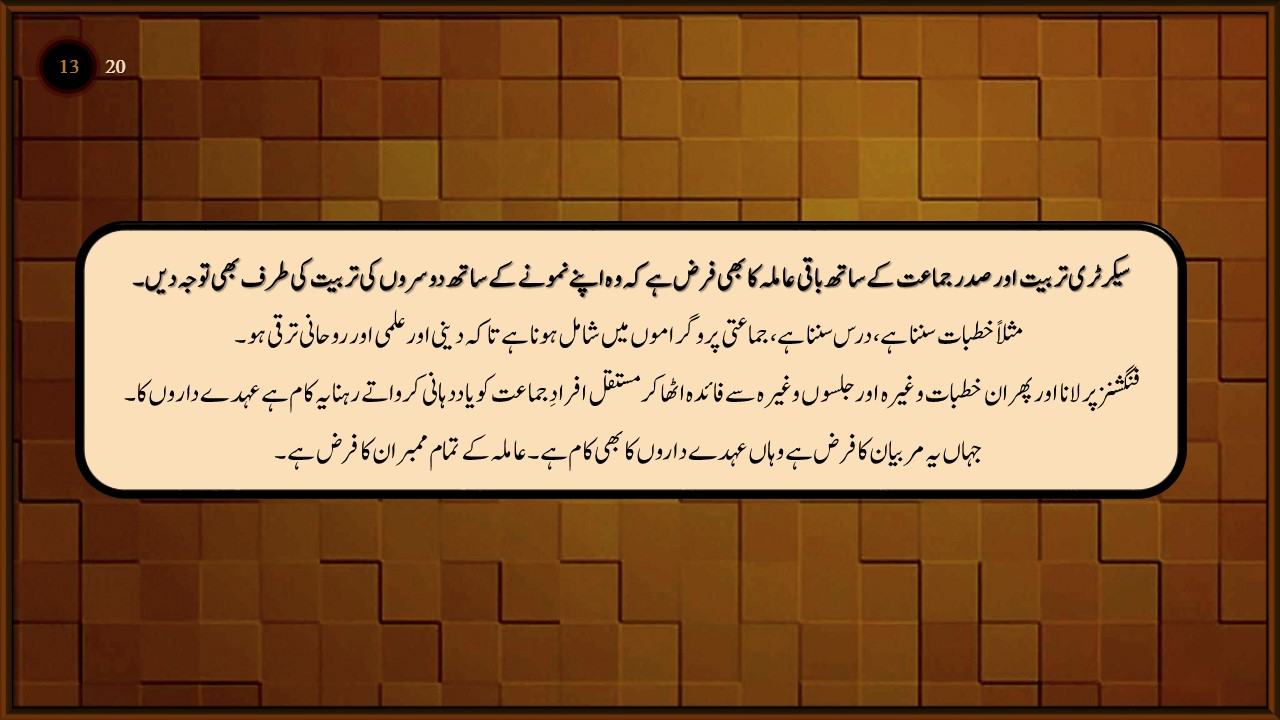 13 20
سیکرٹری تربیت اور صدر جماعت کے ساتھ باقی عاملہ کا بھی فرض ہے کہ وہ اپنے نمونے کے ساتھ دوسروں کی تربیت کی طرف بھی توجہ دیں۔
مثلاً خطبات سننا ہے، درس سننا ہے، جماعتی پروگراموں میں شامل ہونا ہے تاکہ دینی اور علمی اور روحانی ترقی ہو۔
فنگشنز پر لانا اور پھر ان خطبات وغیرہ اور جلسوں وغیرہ سے فائدہ اٹھا کر مستقل افرادِ جماعت کو یاددہانی کرواتے رہنا یہ کام ہے عہدے داروں کا۔
جہاں یہ مربیان کا فرض ہے وہاں عہدے داروں کا بھی کام ہے۔ عاملہ کے تمام ممبران کا فرض ہے۔